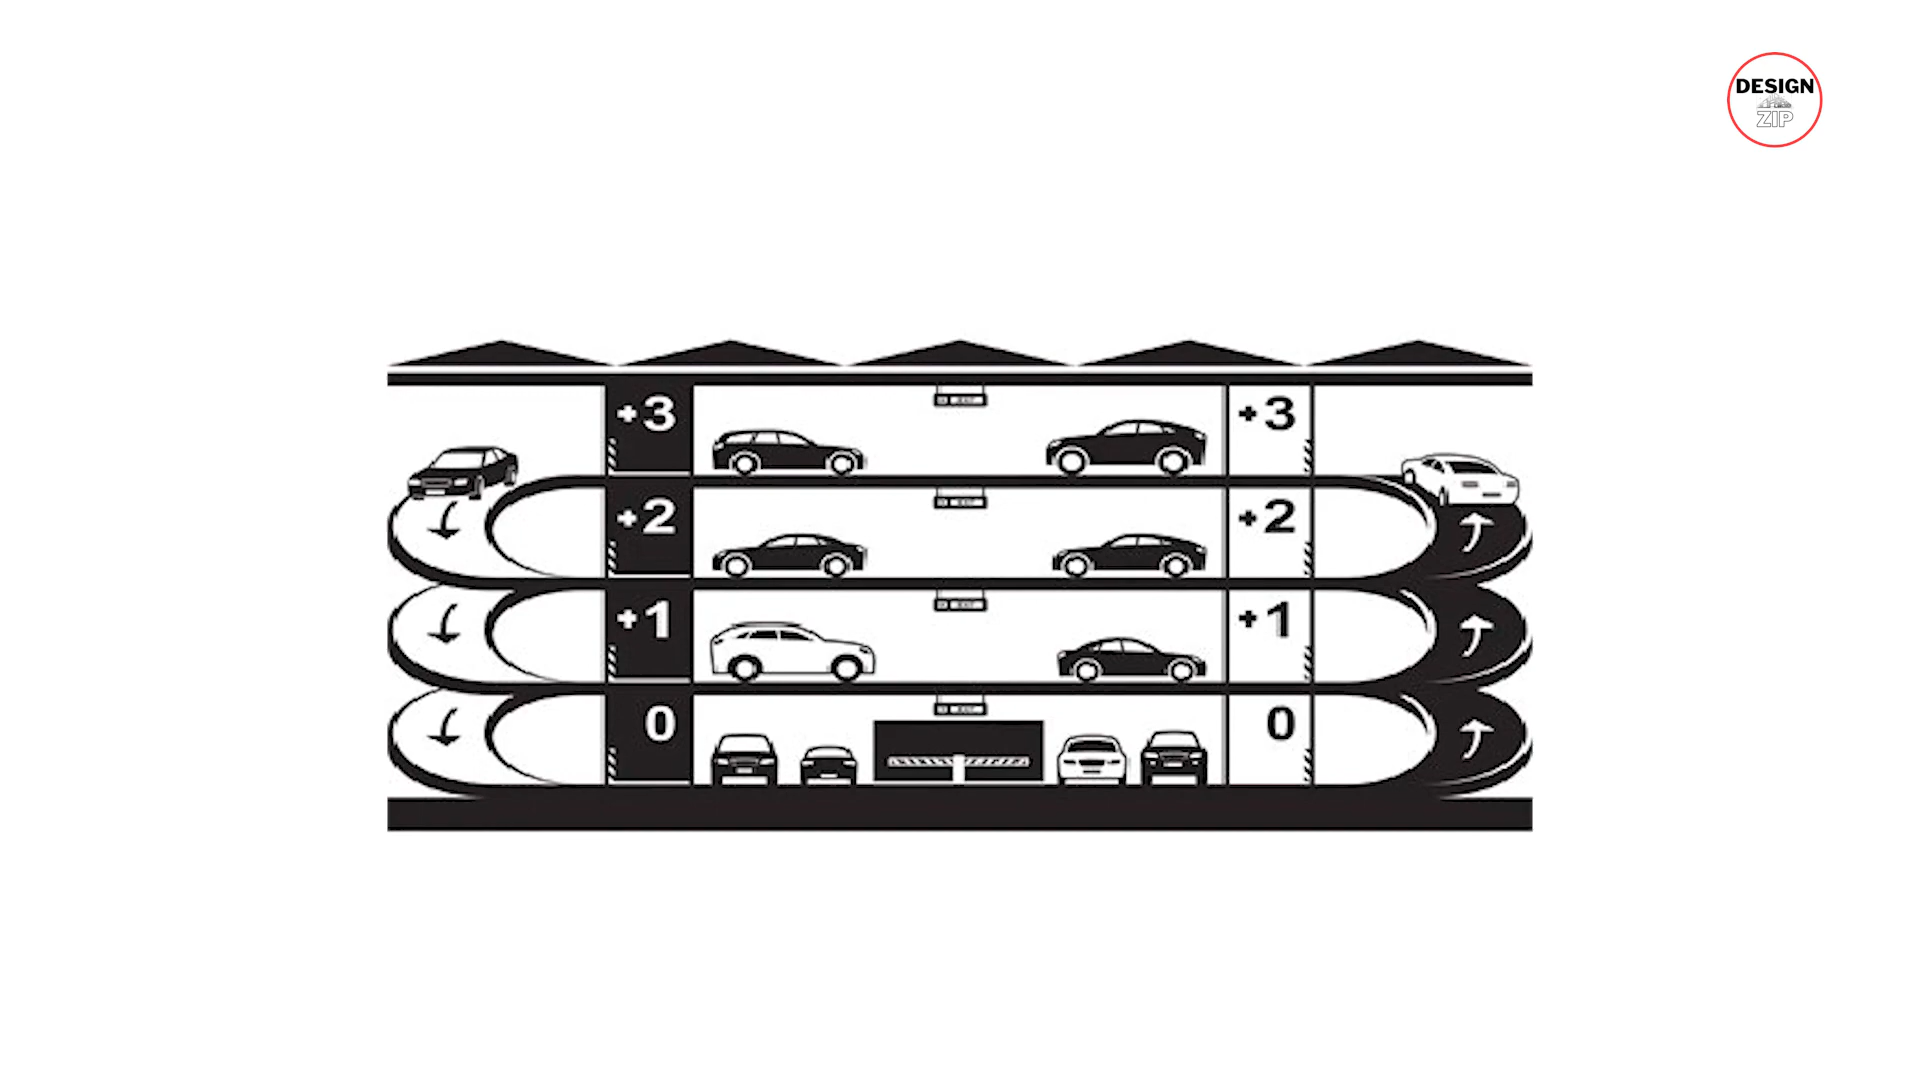 DESIGN
ZIP
+3 +3
+2 +2
+1 +1
0 0